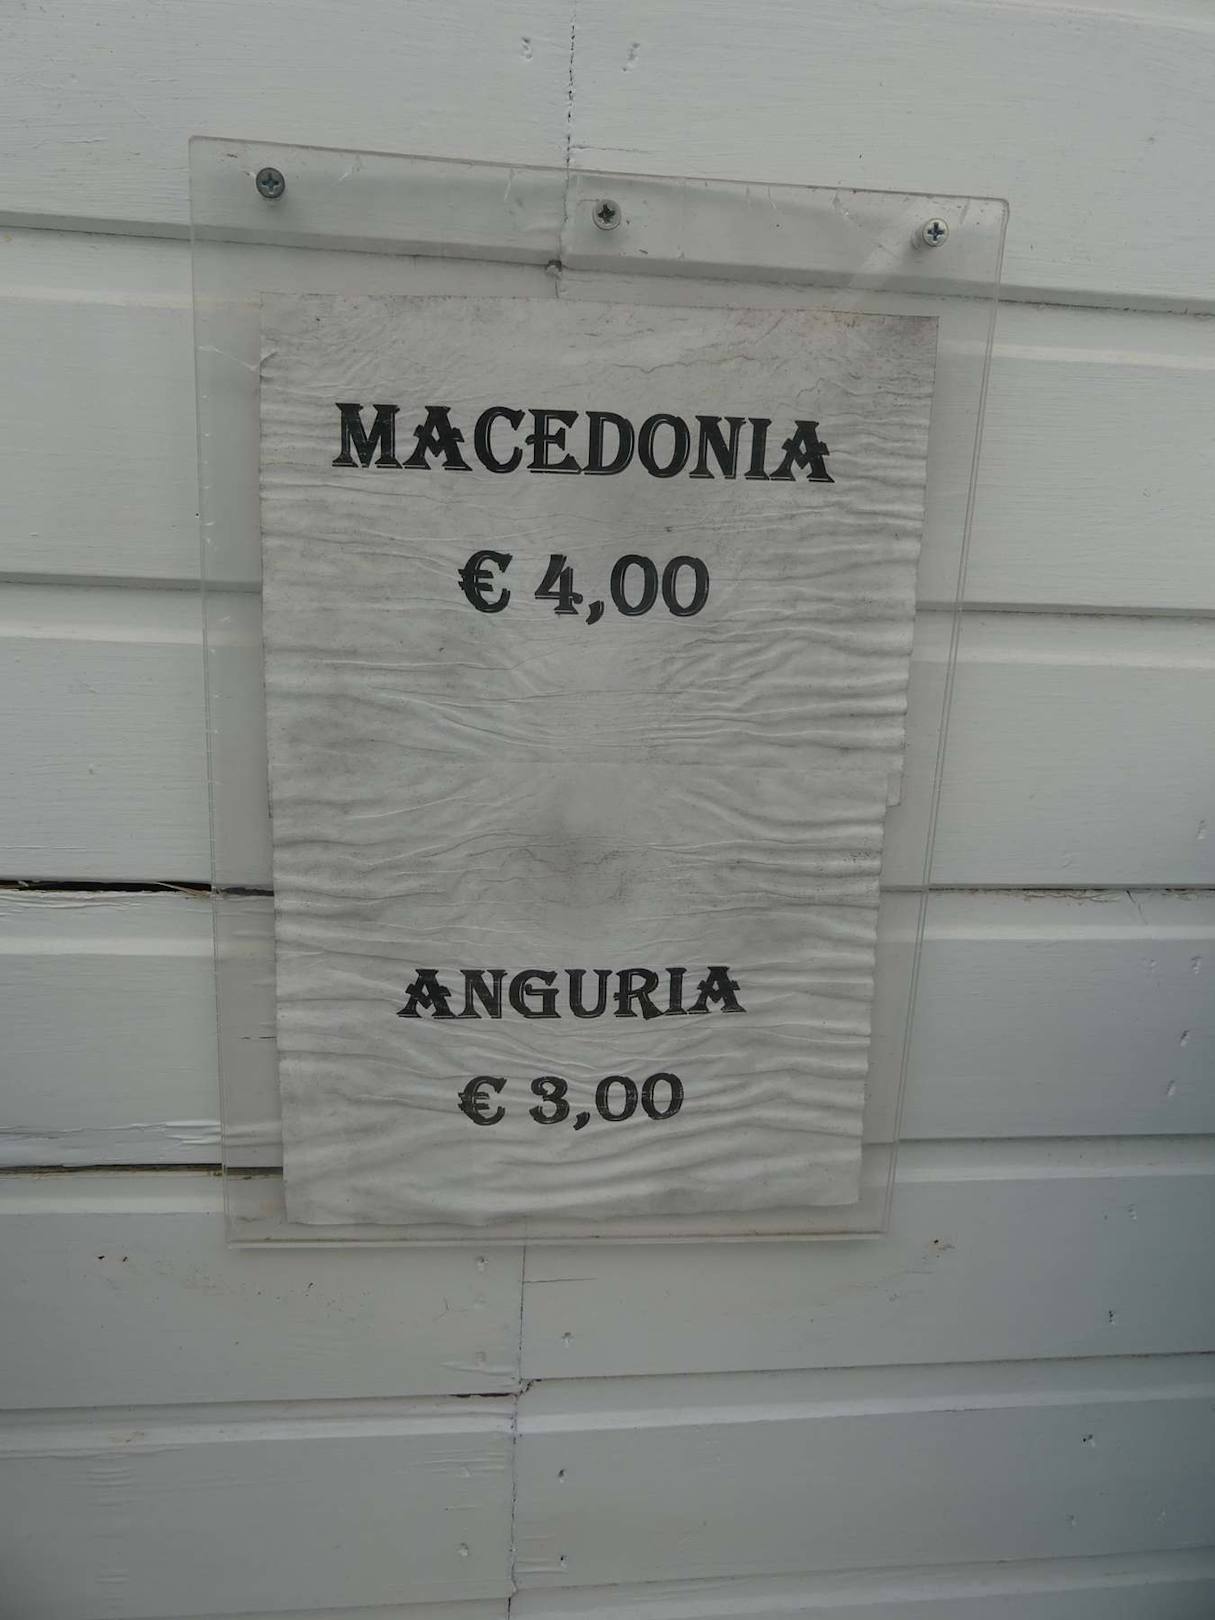 MACEDONIA
€ 4,00
ANGURIA
€ 3,00